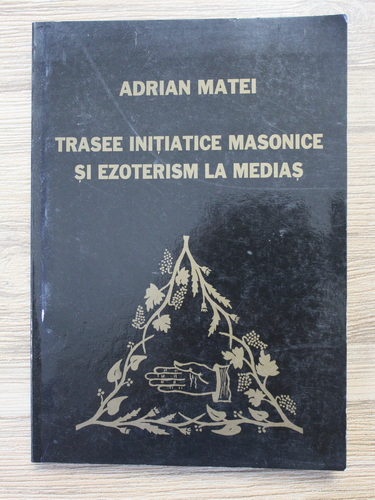 ADRIAN MATEI
TRASEE INIȚIATICE MASONICE
ȘI EZOTERISM LA MEDIAȘ